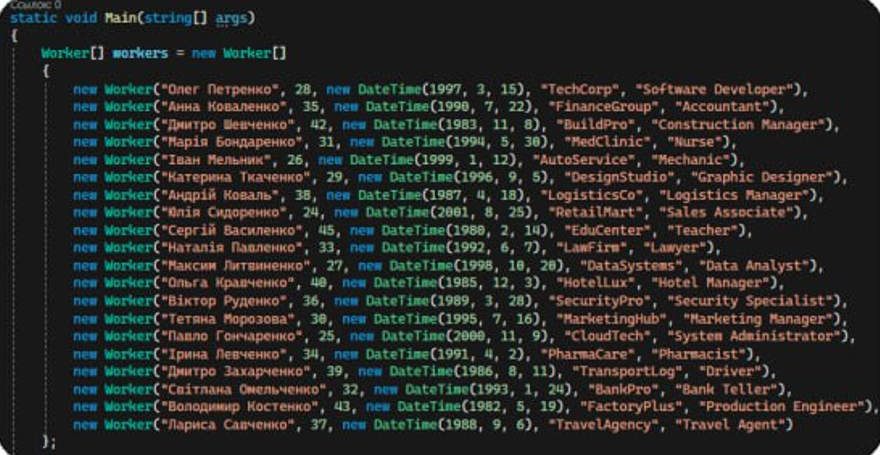 Ссылок: 0
static void Main(string[] args)
{
Worker[] workers = new Worker[]
{
new Worker("Олег Петренко", 28, new DateTime(1997, 3, 15), "TechCorp", "Software Developer"),
new Worker("Анна Коваленко", 35, new DateTime(1990, 7, 22), "FinanceGroup", "Accountant"),
new Worker("Дмитро Шевченко", 42, new DateTime(1983, 11, 8), "BuildPro", "Construction Manager"),
new Worker("Марія Бондаренко", 31, new DateTime(1994, 5, 30), "MedClinic", "Nurse"),
new Worker("Іван Мельник", 26, new DateTime(1999, 1, 12), "AutoService", "Mechanic"),
new Worker("Катерина Ткаченко", 29, new DateTime(1996, 9, 5), "DesignStudio", "Graphic Designer"),
new Worker("Андрій Коваль", 38, new DateTime(1987, 4, 18), "LogisticsCo", "Logistics Manager"),
new Worker("Юлія Сидоренко", 24, new DateTime(2001, 8, 25), "RetailMart", "Sales Associate"),
new Worker("Сергій Василенко", 45, new DateTime(1980, 2, 14), "EduCenter", "Teacher"),
new Worker("Наталія Павленко", 33, new DateTime(1992, 6, 7), "LawFirm", "Lawyer"),
new Worker("Максим Литвиненко", 27, new DateTime(1998, 10, 20), "DataSystems", "Data Analyst"),
new Worker("Ольга Кравченко", 40, new DateTime(1985, 12, 3), "HotelLux", "Hotel Manager"),
new Worker("Віктор Руденко", 36, new DateTime(1989, 3, 28), "SecurityPro", "Security Specialist"),
new Worker("Тетяна Морозова", 30, new DateTime(1995, 7, 16), "MarketingHub", "Marketing Manager"),
new Worker("Павло Гончаренко", 25, new DateTime(2000, 11, 9), "CloudTech", "System Administrator"),
new Worker("Ірина Левченко", 34, new DateTime(1991, 4, 2), "PharmaCare", "Pharmacist"),
new Worker("Дмитро Захарченко", 39, new DateTime(1986, 8, 11), "TransportLog", "Driver"),
new Worker("Світлана Омельченко", 32, new DateTime(1993, 1, 24), "BankPro", "Bank Teller"),
new Worker("Володимир Костенко", 43, new DateTime(1982, 5, 19), "FactoryPlus", "Production Engineer"),
new Worker("Лариса Савченко", 37, new DateTime(1988, 9, 6), "TravelAgency", "Travel Agent")
};